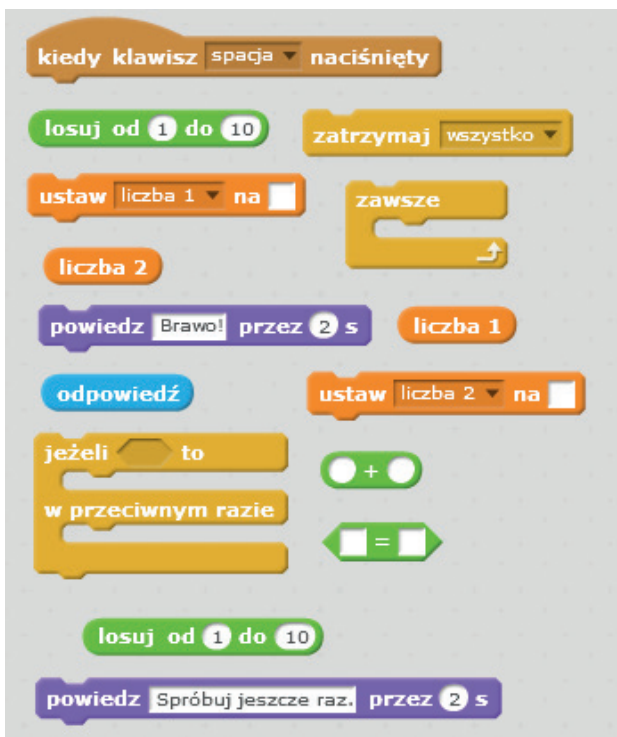 kiedy klawisz spacja naciśnięty
losuj od 1 do 10
zatrzymaj wszystko
ustaw liczba 1 na
zawsze
liczba 2
powiedz Brawo! przez 2 s
liczba 1
odpowiedź
ustaw liczba 2 na
jeżeli to
+
w przeciwnym razie
=
losuj od 1 do 10
powiedz Spróbuj jeszcze raz. przez 2 s